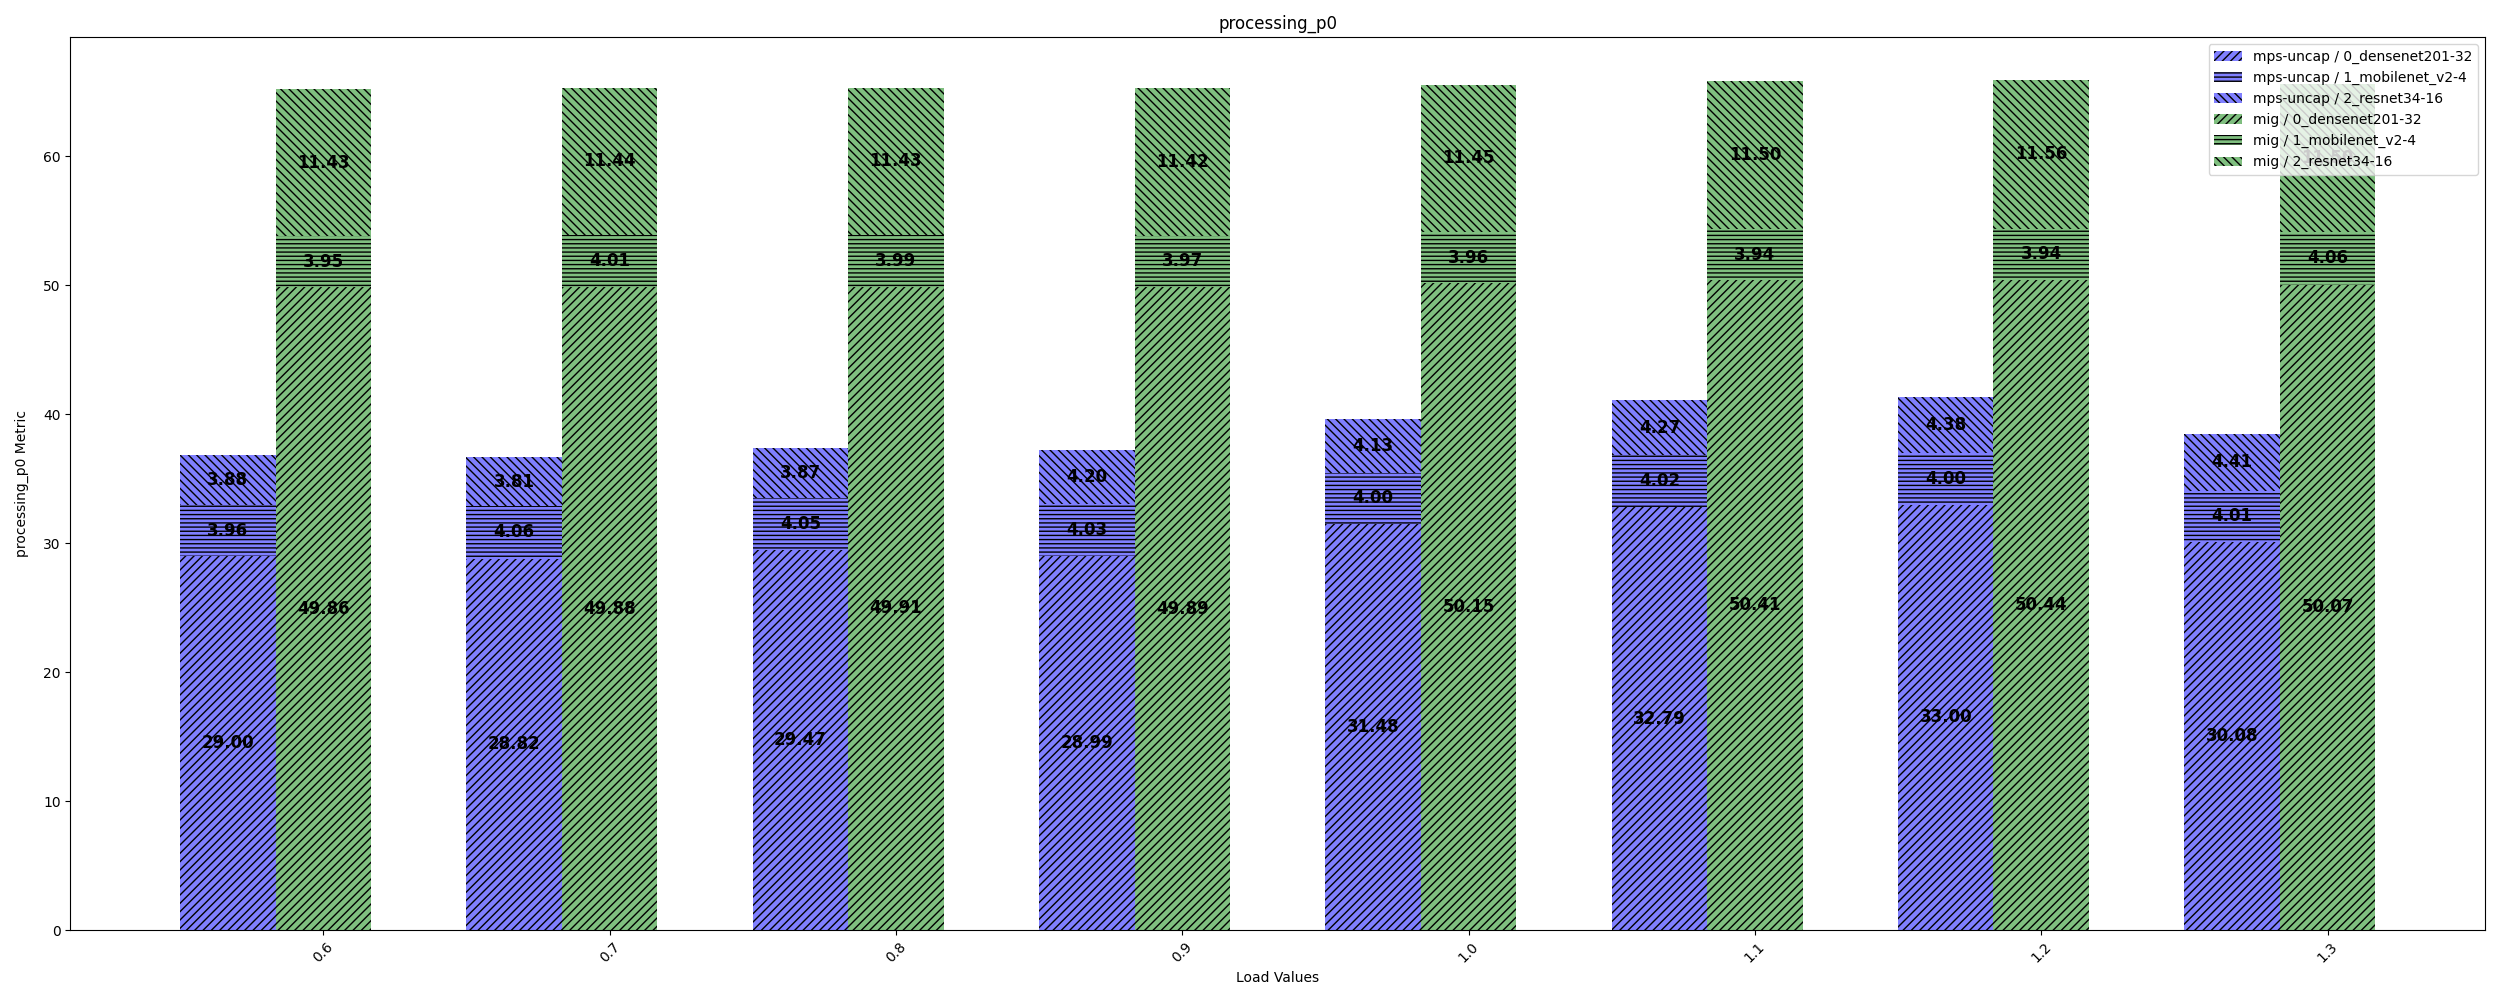 processing_p0
mps-uncap / 0_densenet201-32
mps-uncap / 1_mobilenet_v2-4
mps-uncap / 2_resnet34-16
mig / 0_densenet201-32
mig / 1_mobilenet_v2-4
mig / 2_resnet34-16
processing_p0 Metric
60
50
40
30
20
10
0
11.43 11.44 11.43 11.42 11.45 11.50 11.56
3.95 4.01 3.99 3.97 3.96 3.94 3.94 4.06
3.88 3.81 3.87 4.20 4.13 4.27 4.38 4.41
3.96 4.06 4.05 4.03 4.00 4.02 4.00 4.01
49.86 49.88 49.91 49.89 50.15 50.41 50.44 50.07
29.00 28.82 29.47 28.99 31.48 32.79 33.00 30.08
0.6 0.7 0.8 0.9 1.0 1.1 1.2 1.3
Load Values